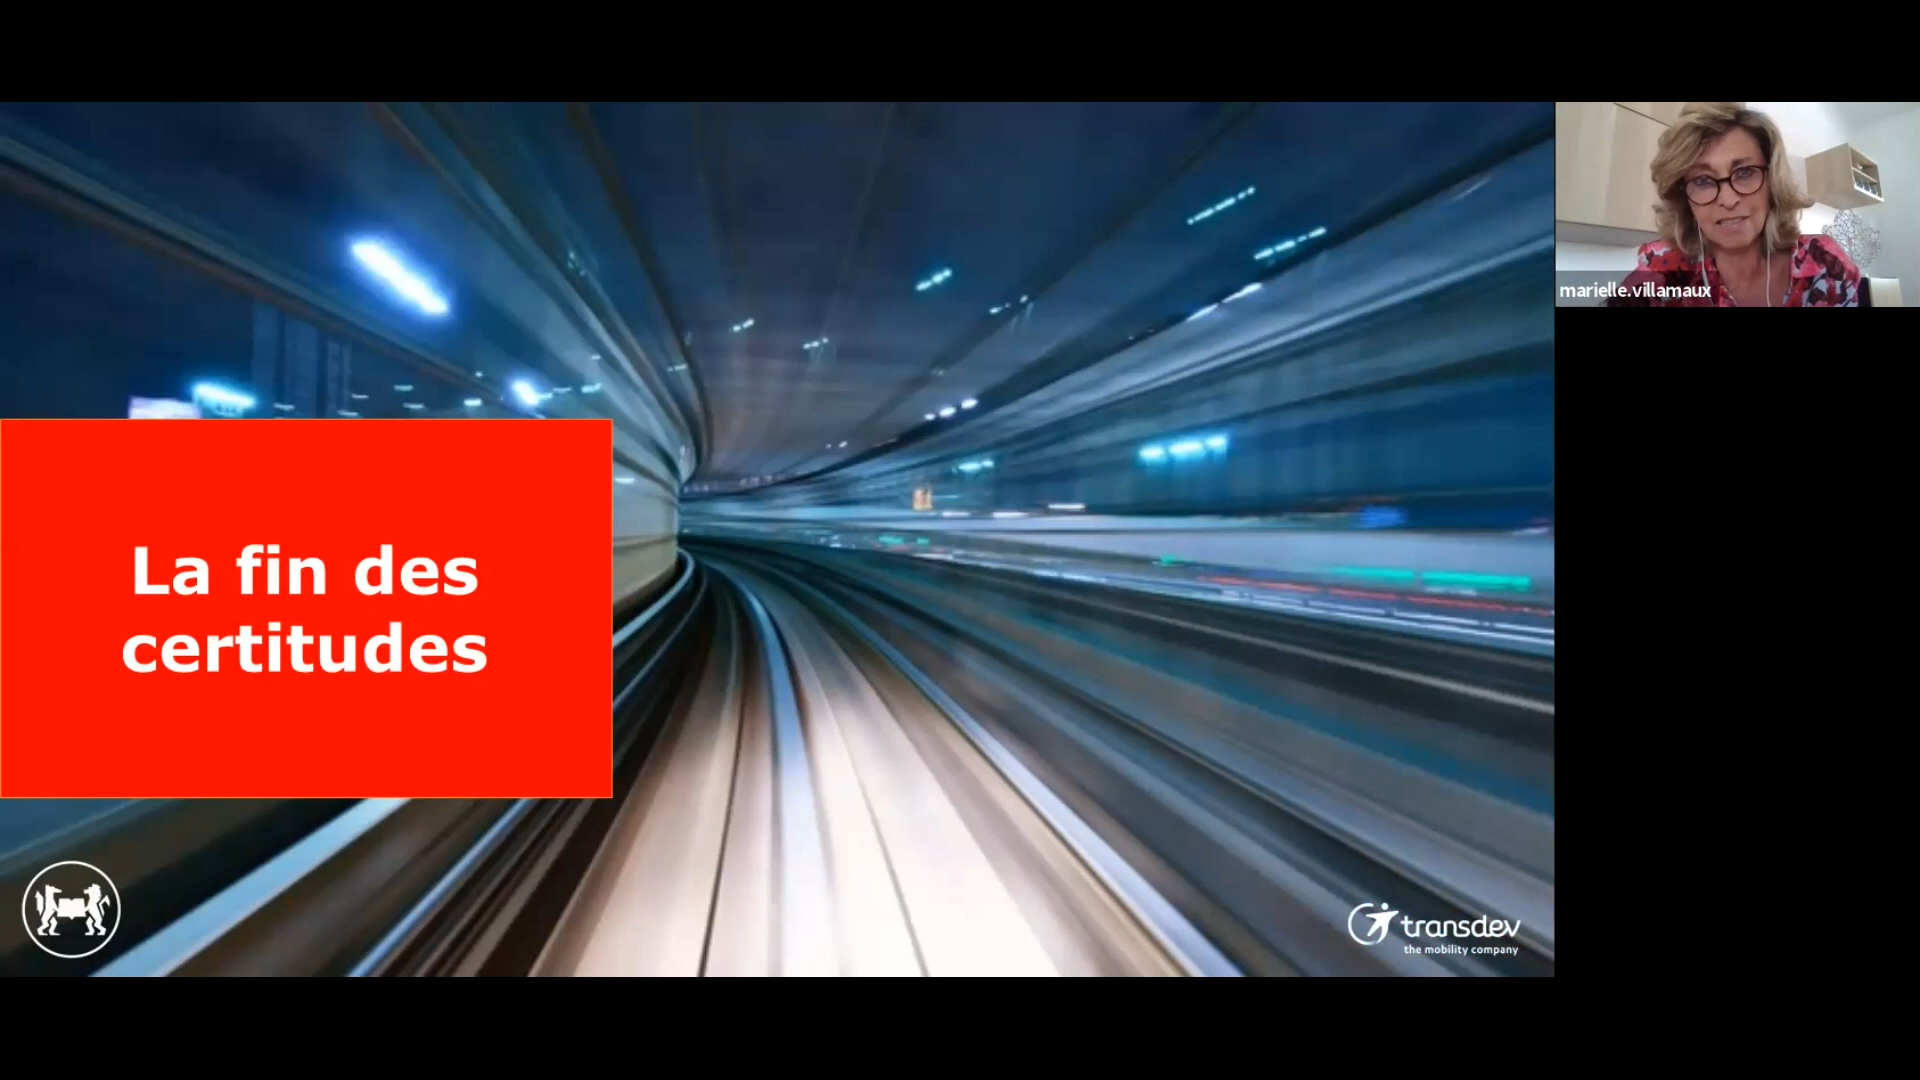 La fin des
certitudes
marielle.villamaux
transdev
the mobility company